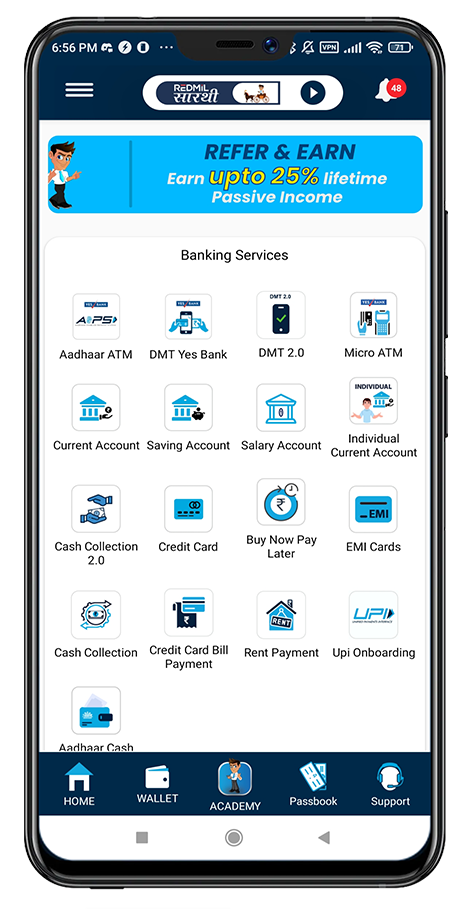 6:56 PM ... VPN 71
REDMIL
सारथी
48
REFER & EARN
Earn upto 25% lifetime
Passive Income
Banking Services
YES BANK
AEPS
YES BANK
DMT 2.0
YES BANK
Aadhaar ATM DMT Yes Bank DMT 2.0 Micro ATM
INDIVIDUAL
Current Account Saving Account Salary Account Individual
Current Account
EMI
Cash Collection
2.0
Credit Card
Buy Now Pay
Later
EMI Cards
RENT
UPI
Cash Collection
Credit Card Bill
Payment
Rent Payment
Upi Onboarding
Aadhaar Cash
HOME WALLET ACADEMY Passbook Support